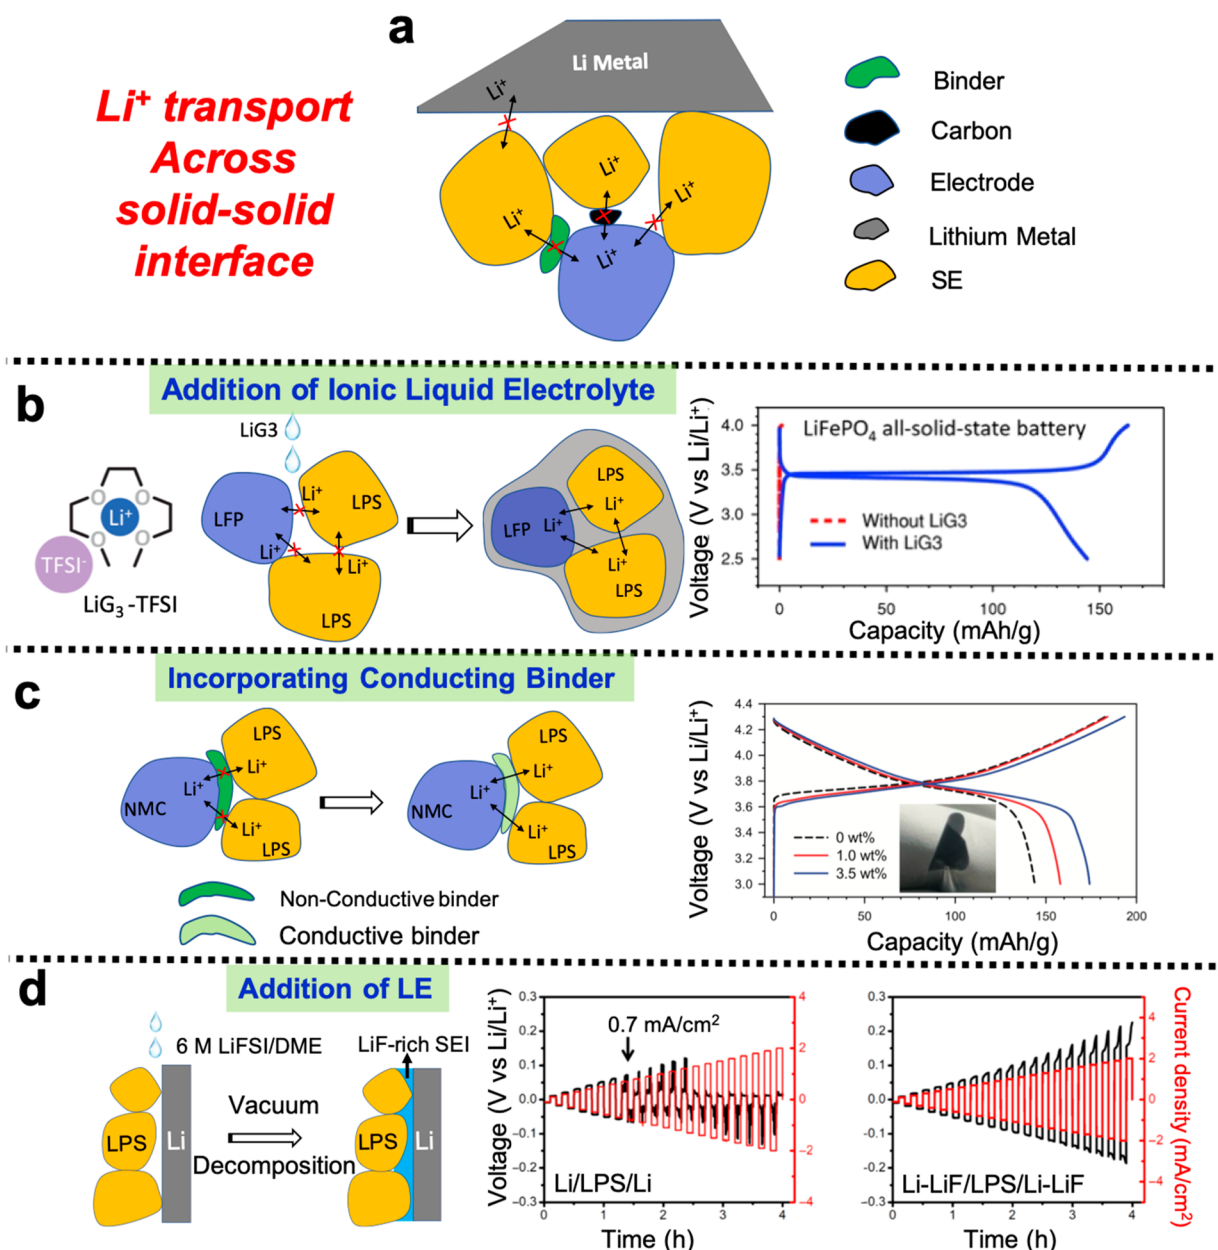 a
Li⁺ transport
Across
solid-solid
interface
Li Metal
Li⁺
Li⁺
Li⁺
Li⁺
Li⁺
Binder
Carbon
Electrode
Lithium Metal
SE
b
Addition of Ionic Liquid Electrolyte
LiG3
O O
O O
Li⁺
TFSI⁻
LiG₃-TFSI
LFP
Li⁺
LPS
Li⁺
Li⁺
LPS
LPS
LFP
Li⁺
Li⁺
Li⁺
LPS
Voltage (V vs Li/Li⁺)
4.0
3.5
3.0
2.5
LiFePO₄ all-solid-state battery
Without LiG3
With LiG3
0 50 100 150
Capacity (mAh/g)
c
Incorporating Conducting Binder
LPS
Li⁺
Li⁺
NMC
Li⁺
LPS
LPS
Li⁺
Li⁺
NMC
Li⁺
LPS
Non-Conductive binder
Conductive binder
Voltage (V vs Li/Li⁺)
4.4
4.2
4.0
3.8
3.6
3.4
3.2
3.0
0 wt%
1.0 wt%
3.5 wt%
0 50 100 150 200
Capacity (mAh/g)
d
Addition of LE
6 M LiFSI/DME
LiF-rich SEI
LPS
Li
Vacuum
Decomposition
LPS
Li
Voltage (V vs Li/Li⁺)
0.3
0.2
0.1
0.0
−0.1
−0.2
−0.3
0.7 mA/cm²
Li/LPS/Li
4
2
0
−2
−4
0 1 2 3 4
Time (h)
0.3
0.2
0.1
0.0
−0.1
−0.2
−0.3
Li-LiF/LPS/Li-LiF
4
2
0
−2
−4
Current density (mA/cm²)
0 1 2 3 4
Time (h)